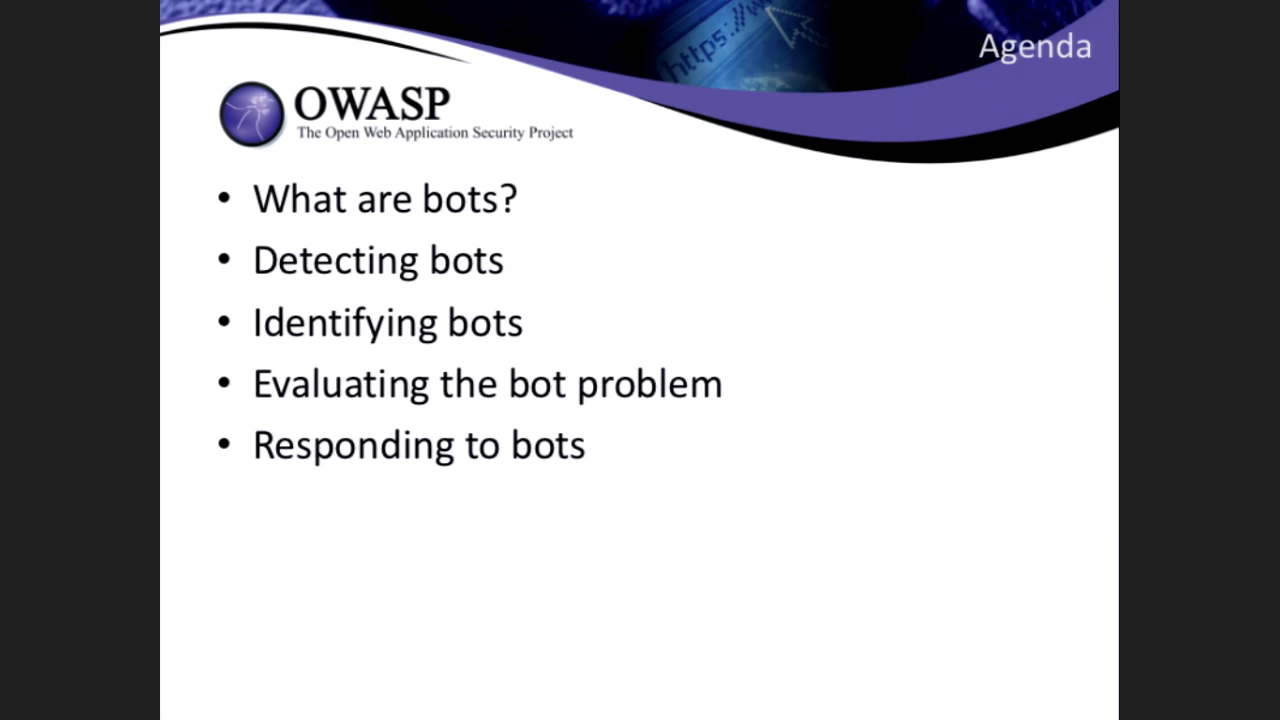 https://w
Agenda
OWASP
The Open Web Application Security Project
• What are bots?
• Detecting bots
• Identifying bots
• Evaluating the bot problem
• Responding to bots